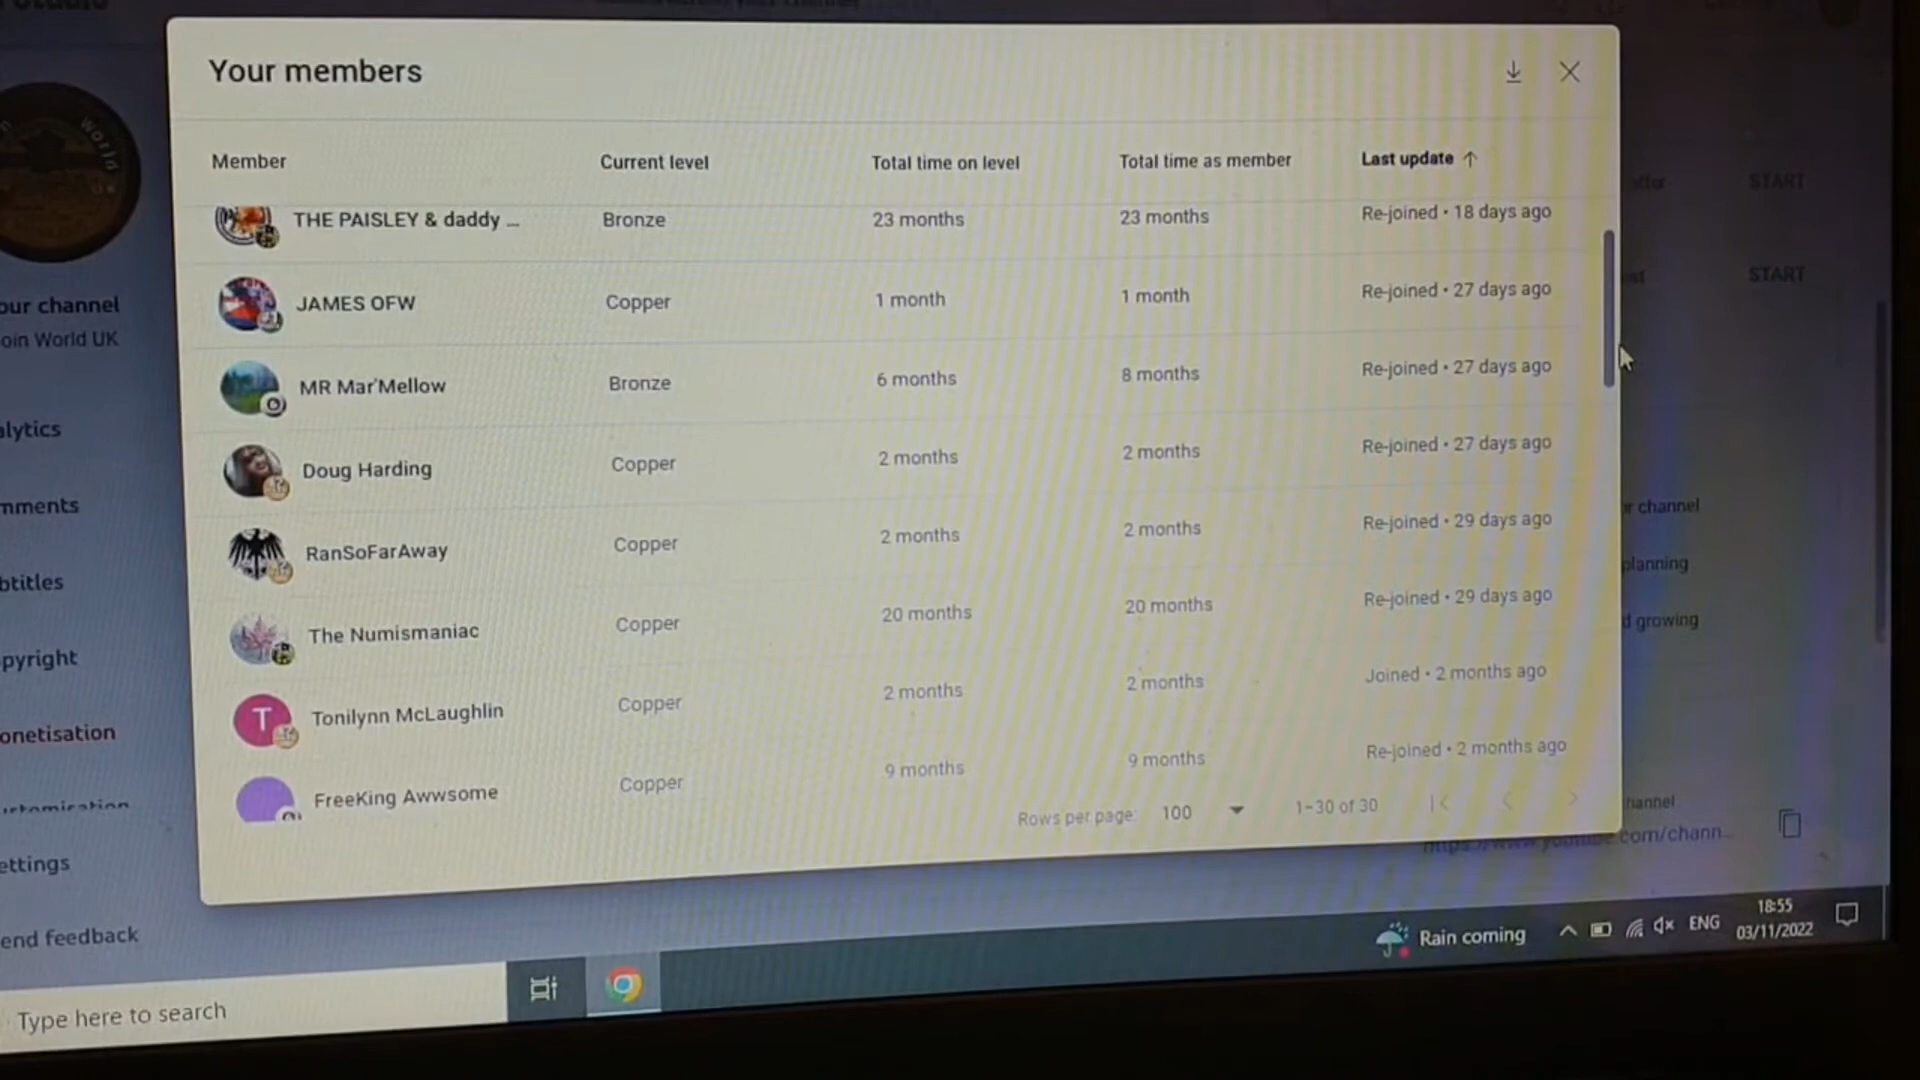 Your members
Member Current level Total time on level Total time as member Last update ↑
THE PAISLEY & daddy ... Bronze 23 months 23 months Re-joined • 18 days ago
JAMES OFW Copper 1 month 1 month Re-joined • 27 days ago
MR Mar'Mellow Bronze 6 months 8 months Re-joined • 27 days ago
Doug Harding Copper 2 months 2 months Re-joined • 27 days ago
RanSoFarAway Copper 2 months 2 months Re-joined • 29 days ago
The Numismaniac Copper 20 months 20 months Re-joined • 29 days ago
T Tonilynn McLaughlin Copper 2 months 2 months Joined • 2 months ago
FreeKing Awwsome Copper 9 months 9 months Re-joined • 2 months ago
Rows per page: 100 1-30 of 30
world
our channel
oin World UK
alytics
mments
btitles
pyright
onetisation
ettings
end feedback
START
START
r channel
planning
d growing
hannel
https://www.youtube.com/chann...
Rain coming ENG 18:55
03/11/2022
Type here to search